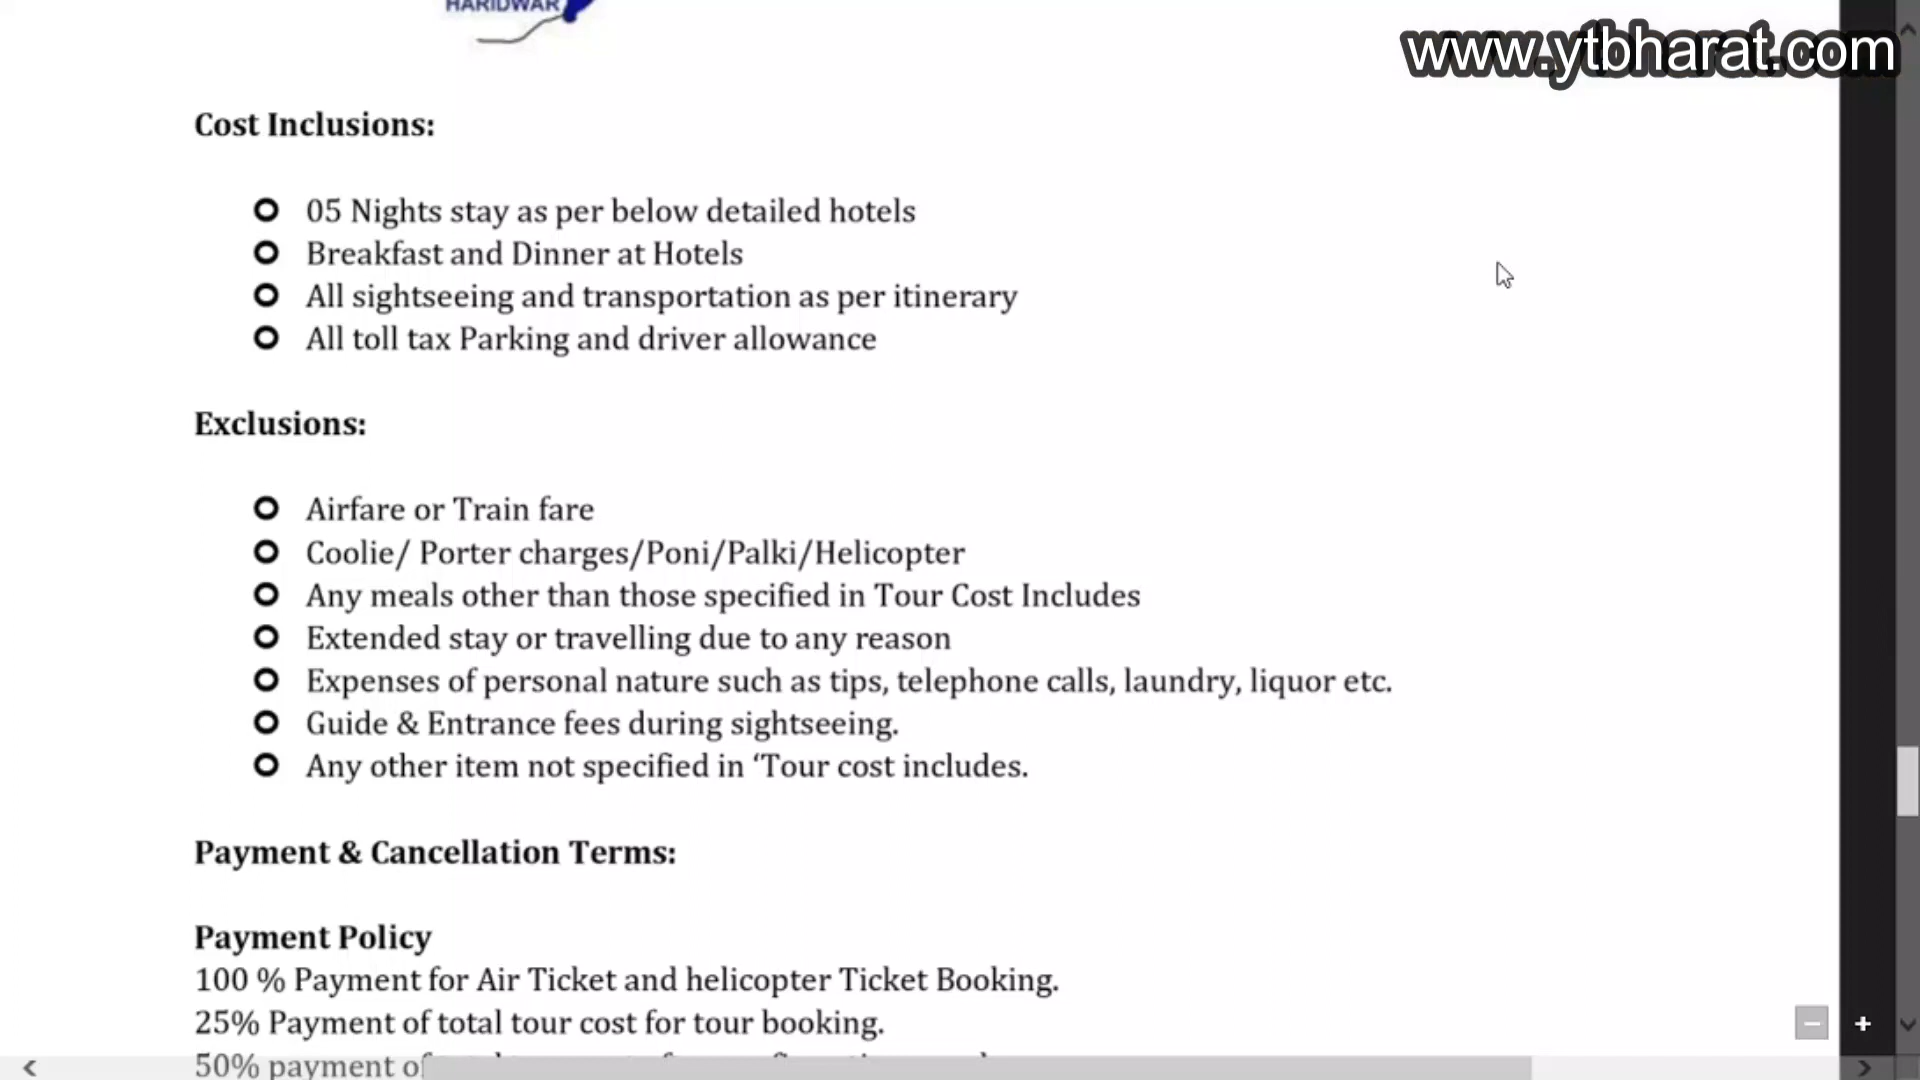 HARIDWAR
www.ytbharat.com
Cost Inclusions:
05 Nights stay as per below detailed hotels
Breakfast and Dinner at Hotels
All sightseeing and transportation as per itinerary
All toll tax Parking and driver allowance
Exclusions:
Airfare or Train fare
Coolie/ Porter charges/Poni/Palki/Helicopter
Any meals other than those specified in Tour Cost Includes
Extended stay or travelling due to any reason
Expenses of personal nature such as tips, telephone calls, laundry, liquor etc.
Guide & Entrance fees during sightseeing.
Any other item not specified in ‘Tour cost includes.
Payment & Cancellation Terms:
Payment Policy
100 % Payment for Air Ticket and helicopter Ticket Booking.
25% Payment of total tour cost for tour booking.
50% payment